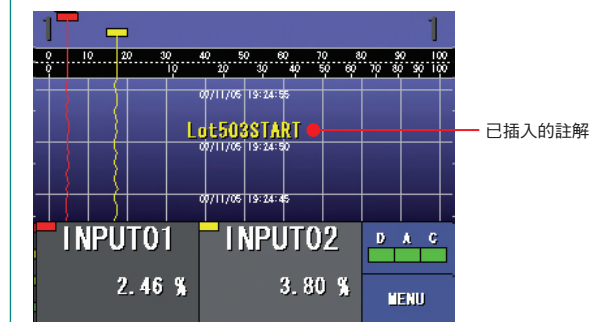 1 1
0 10 20 30 40 50 60 70 80 90 100
0 10 20 30 40 50 60 70 80 90 100
07/11/05 19:24:55
Lot503START
07/11/05 19:24:50
07/11/05 19:24:45
已插入的註解
INPUT01 INPUT02 D A C
2.46 % 3.80 % MENU